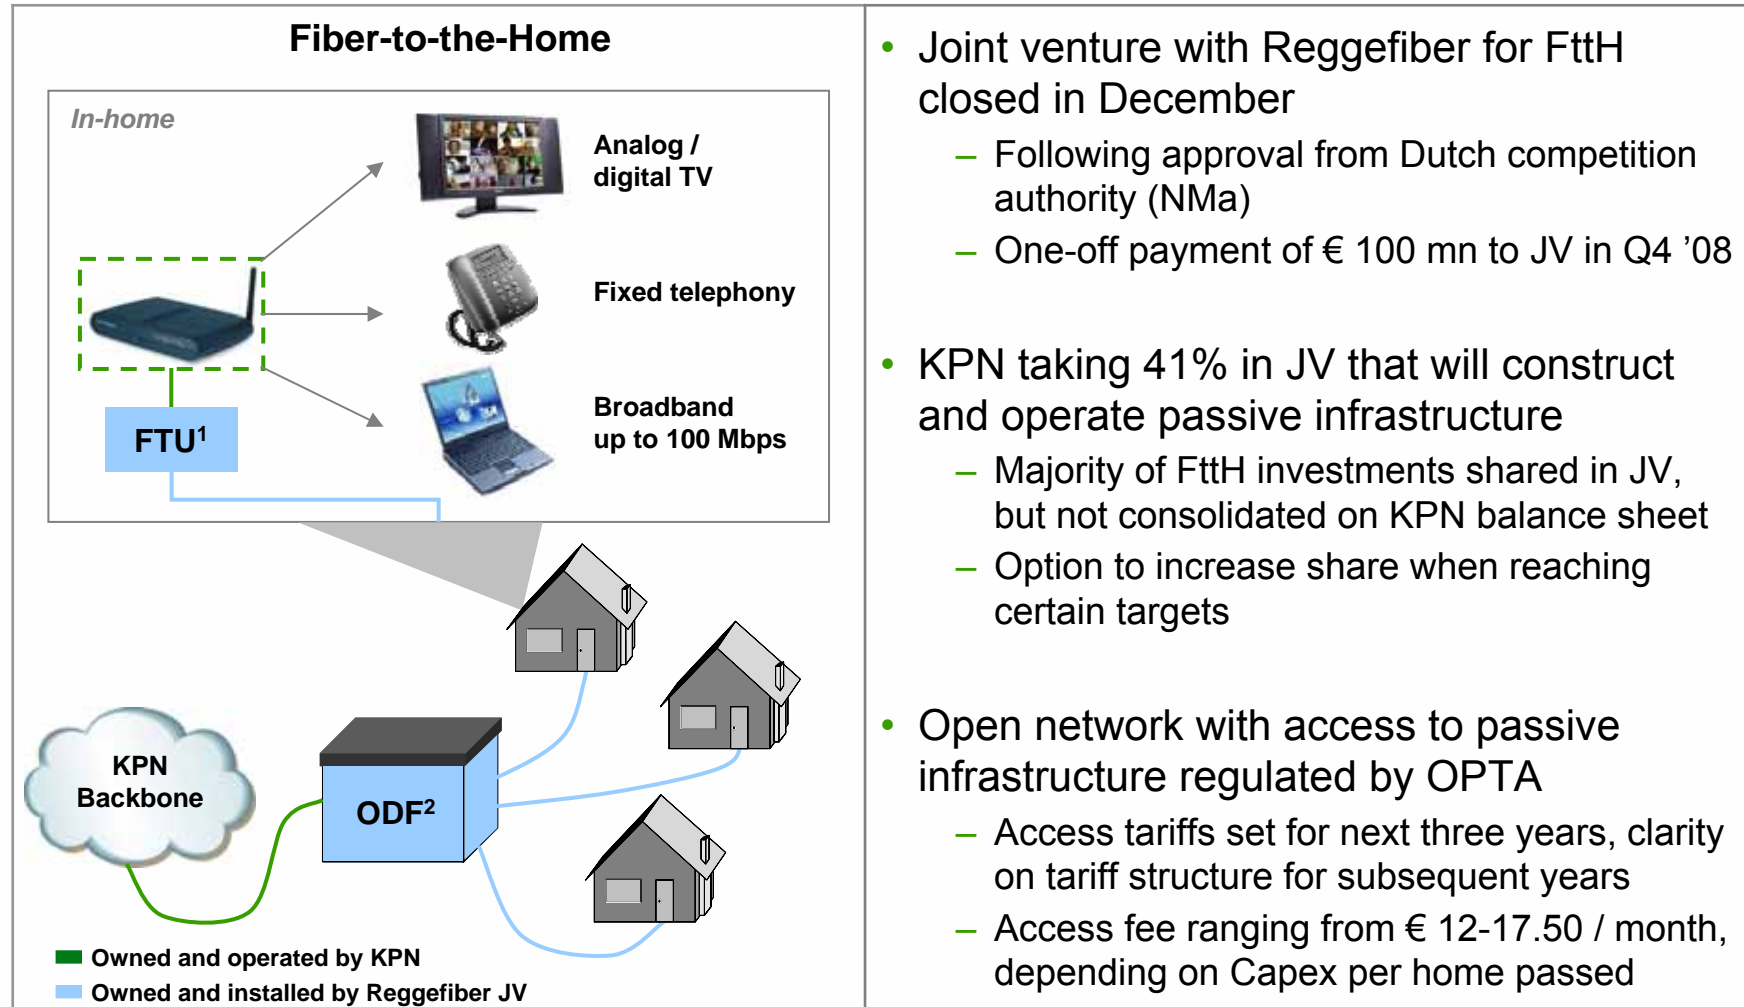 Fiber-to-the-Home
In-home
Analog /
digital TV
Fixed telephony
Broadband
up to 100 Mbps
FTU¹
KPN
Backbone
ODF²
Owned and operated by KPN
Owned and installed by Reggefiber JV
• Joint venture with Reggefiber for FttH
closed in December
– Following approval from Dutch competition
authority (NMa)
– One-off payment of € 100 mn to JV in Q4 ’08
• KPN taking 41% in JV that will construct
and operate passive infrastructure
– Majority of FttH investments shared in JV,
but not consolidated on KPN balance sheet
– Option to increase share when reaching
certain targets
• Open network with access to passive
infrastructure regulated by OPTA
– Access tariffs set for next three years, clarity
on tariff structure for subsequent years
– Access fee ranging from € 12-17.50 / month,
depending on Capex per home passed